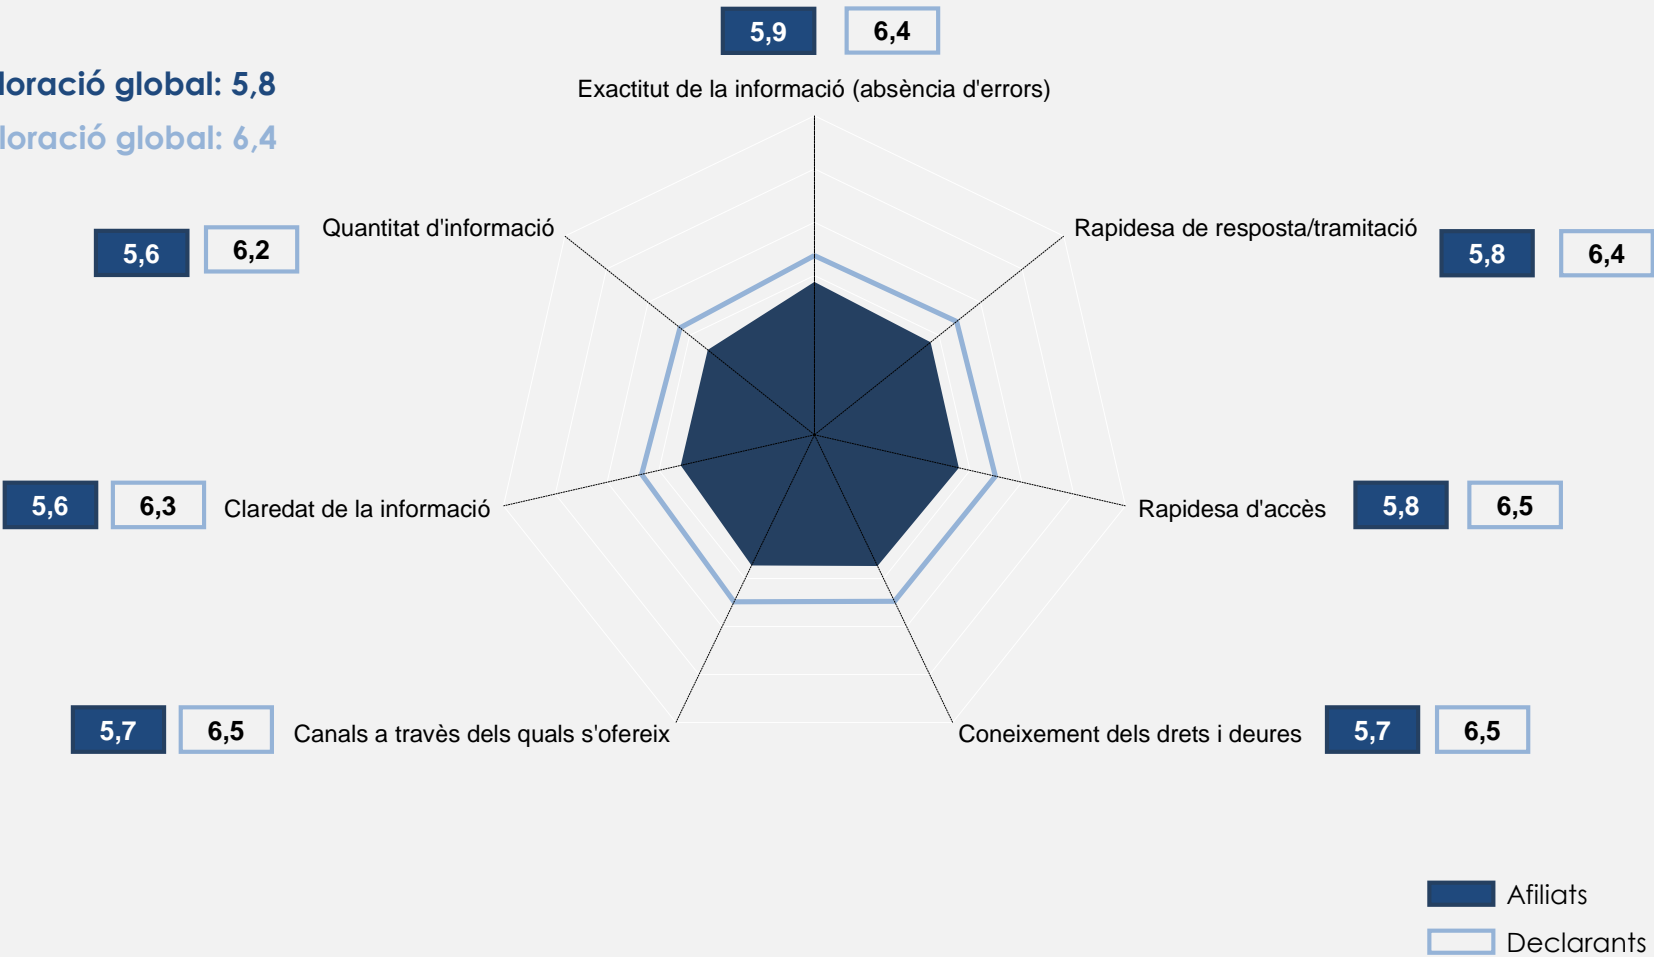 5,9 6,4
loració global: 5,8
Exactitut de la informació (absència d'errors)
loració global: 6,4
Quantitat d'informació
5,6 6,2
Rapidesa de resposta/tramitació
5,8 6,4
5,6 6,3 Claredat de la informació
Rapidesa d'accès 5,8 6,5
5,7 6,5 Canals a travès dels quals s'ofereix
Coneixement dels drets i deures 5,7 6,5
Afiliats
Declarants